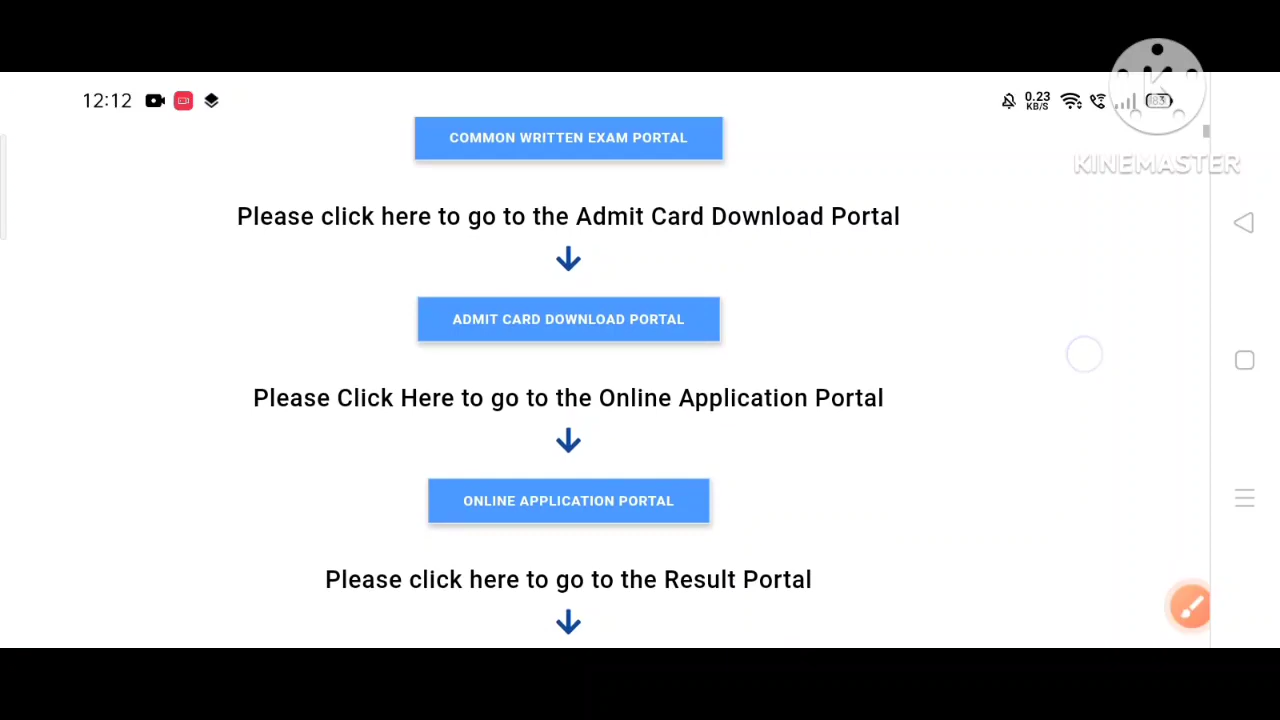 12:12
0.23
KB/S
KINEMASTER
COMMON WRITTEN EXAM PORTAL
Please click here to go to the Admit Card Download Portal
ADMIT CARD DOWNLOAD PORTAL
Please Click Here to go to the Online Application Portal
ONLINE APPLICATION PORTAL
Please click here to go to the Result Portal